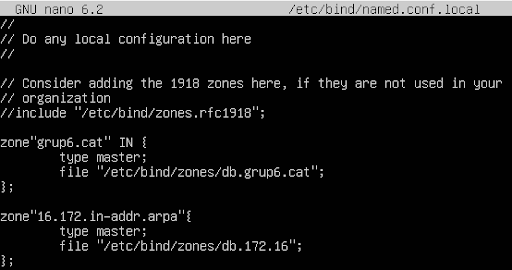 GNU nano 6.2 /etc/bind/named.conf.local
//
// Do any local configuration here
//
// Consider adding the 1918 zones here, if they are not used in your
// organization
//include "/etc/bind/zones.rfc1918";
zone"grup6.cat" IN {
type master;
file "/etc/bind/zones/db.grup6.cat";
};
zone"16.172.in-addr.arpa"{
type master;
file "/etc/bind/zones/db.172.16";
};